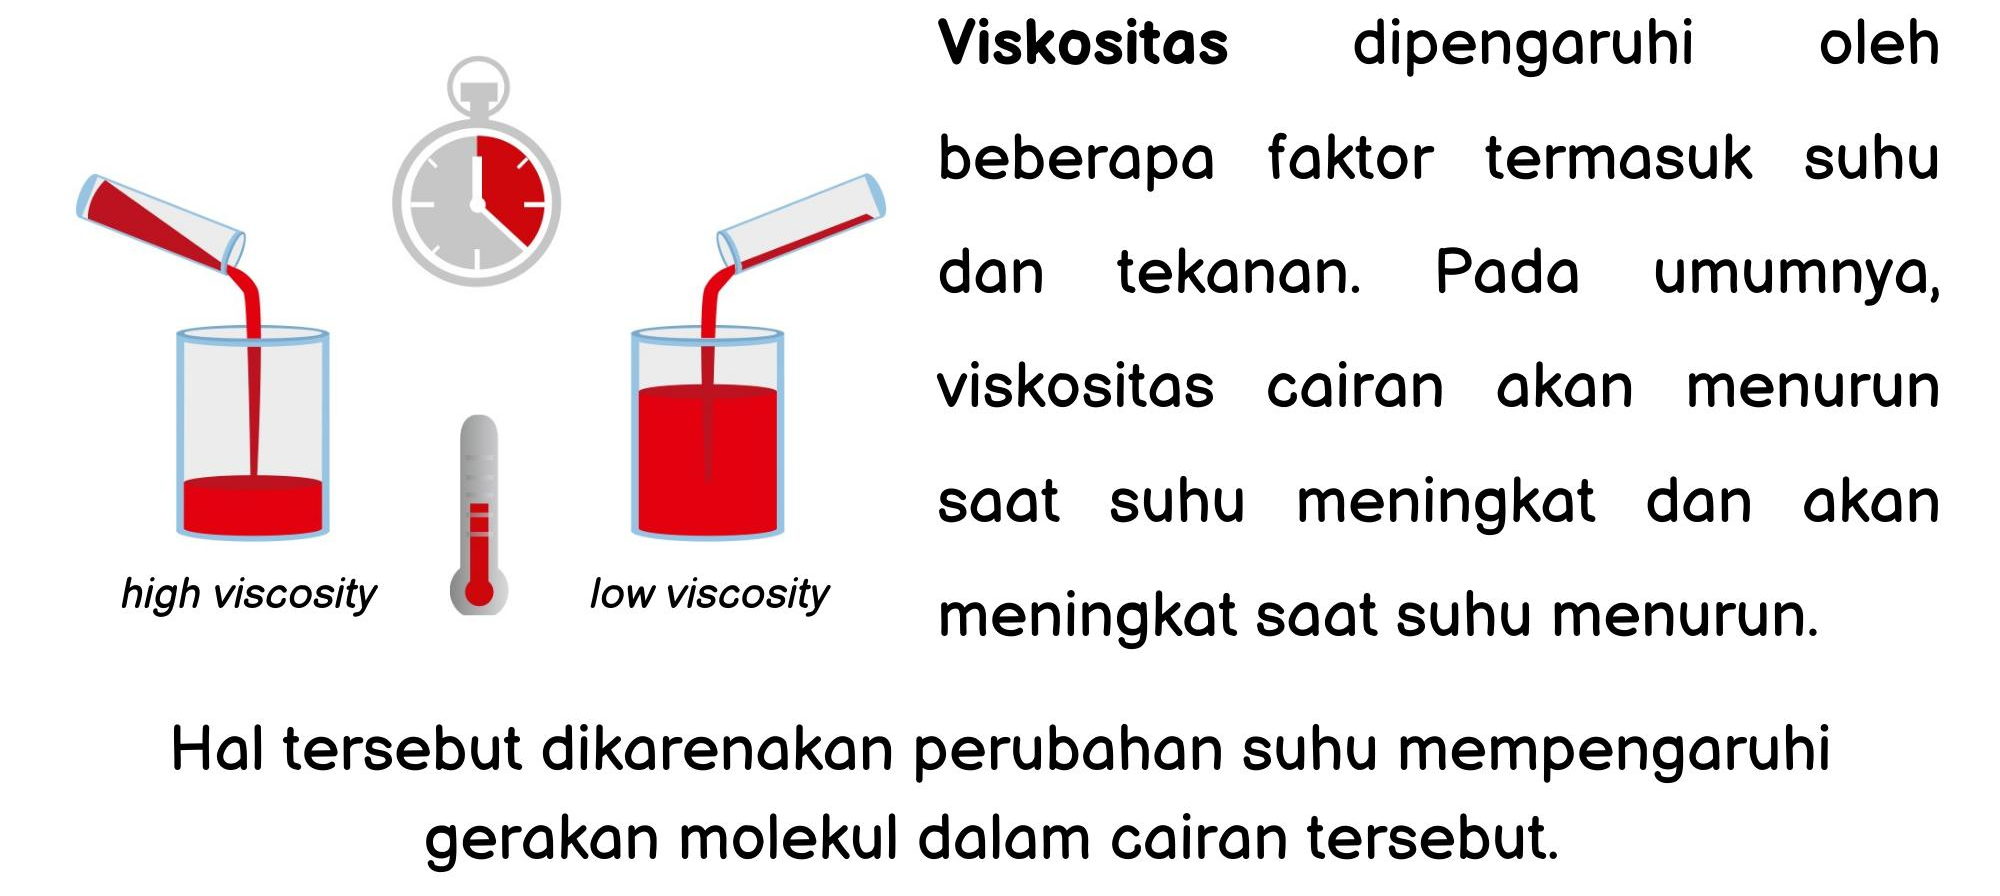 Viskositas dipengaruhi oleh
beberapa faktor termasuk suhu
dan tekanan. Pada umumnya,
viskositas cairan akan menurun
saat suhu meningkat dan akan
meningkat saat suhu menurun.
high viscosity
low viscosity
Hal tersebut dikarenakan perubahan suhu mempengaruhi
gerakan molekul dalam cairan tersebut.